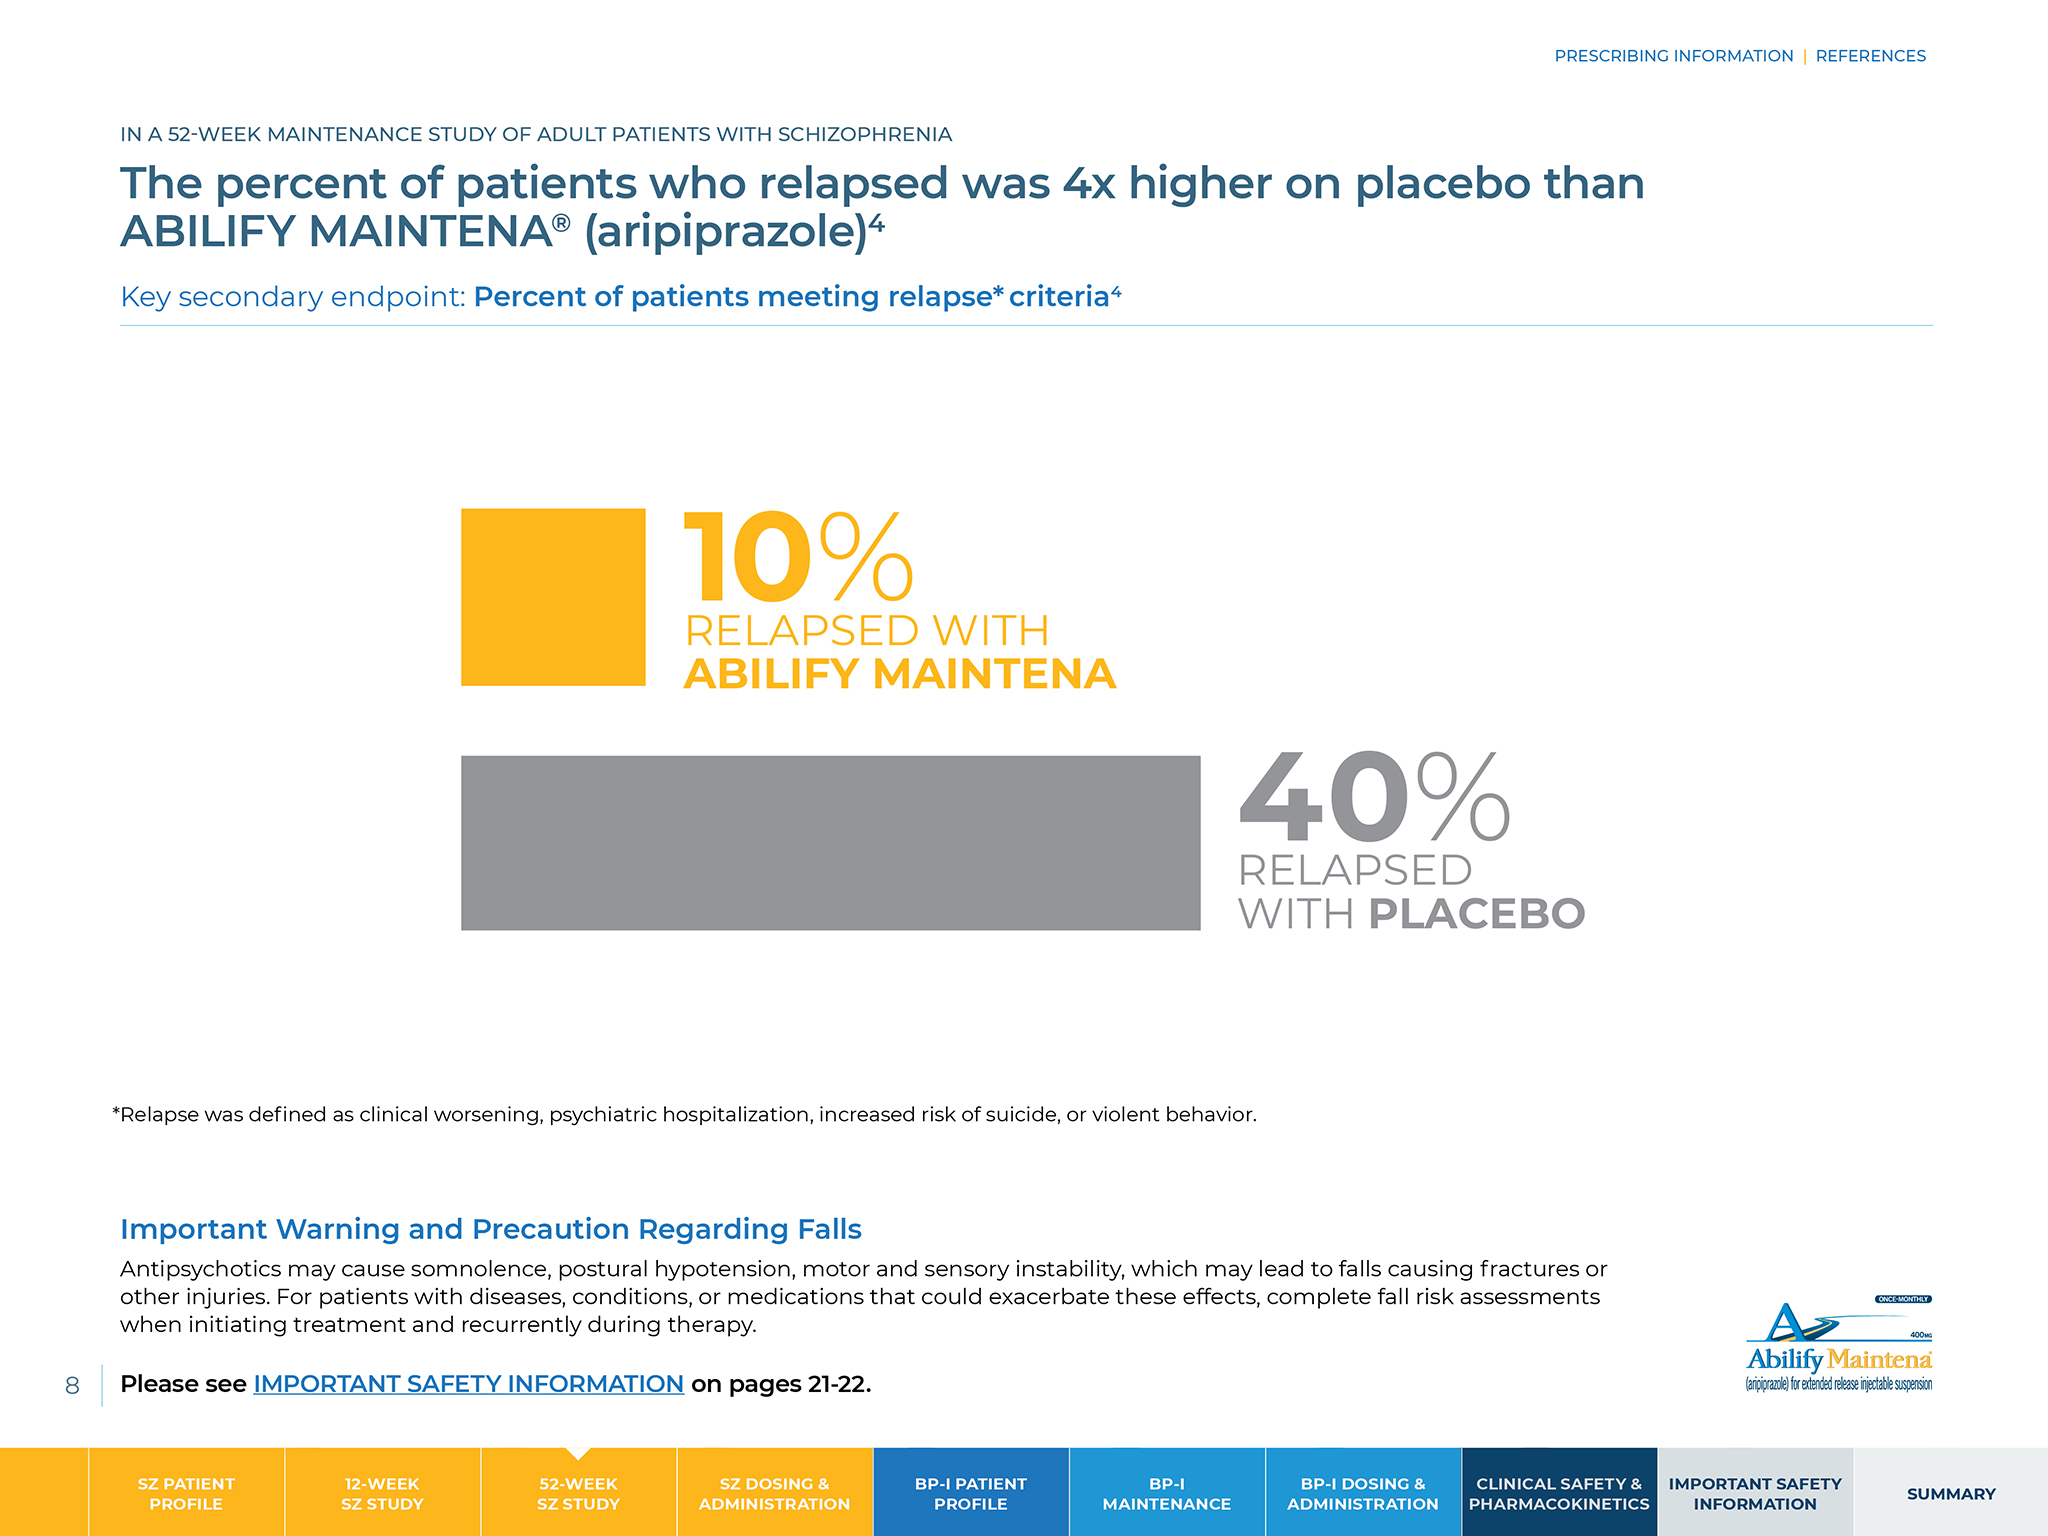 PRESCRIBING INFORMATION | REFERENCES
IN A 52-WEEK MAINTENANCE STUDY OF ADULT PATIENTS WITH SCHIZOPHRENIA
The percent of patients who relapsed was 4x higher on placebo than
ABILIFY MAINTENA® (aripiprazole)⁴
Key secondary endpoint: Percent of patients meeting relapse* criteria⁴
10%
RELAPSED WITH
ABILIFY MAINTENA
40%
RELAPSED
WITH PLACEBO
*Relapse was defined as clinical worsening, psychiatric hospitalization, increased risk of suicide, or violent behavior.
Important Warning and Precaution Regarding Falls
Antipsychotics may cause somnolence, postural hypotension, motor and sensory instability, which may lead to falls causing fractures or
other injuries. For patients with diseases, conditions, or medications that could exacerbate these effects, complete fall risk assessments
when initiating treatment and recurrently during therapy.
ONCE-MONTHLY
400MG
Abilify Maintena®
(aripiprazole) for extended release injectable suspension
8
Please see IMPORTANT SAFETY INFORMATION on pages 21-22.
SZ PATIENT
PROFILE
12-WEEK
SZ STUDY
52-WEEK
SZ STUDY
SZ DOSING &
ADMINISTRATION
BP-I PATIENT
PROFILE
BP-I
MAINTENANCE
BP-I DOSING &
ADMINISTRATION
CLINICAL SAFETY &
PHARMACOKINETICS
IMPORTANT SAFETY
INFORMATION
SUMMARY